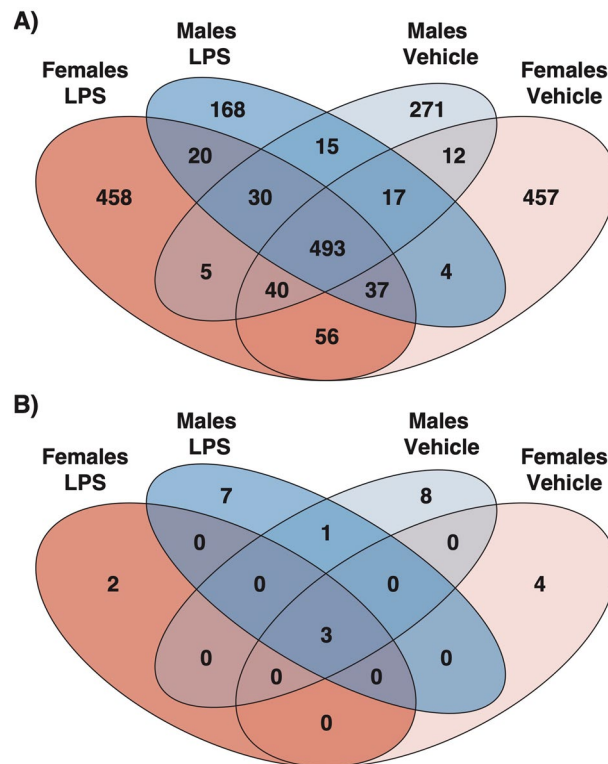 A)
Males
LPS
Males
Vehicle
Females
LPS
Females
Vehicle
168
271
20
15
12
458
30
17
457
493
5
4
40
37
56
B)
Males
LPS
Males
Vehicle
Females
LPS
Females
Vehicle
7
8
0
1
0
2
0
0
4
3
0
0
0
0
0